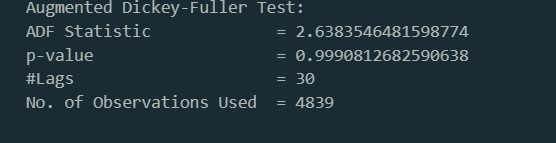 Augmented Dickey-Fuller Test:
ADF Statistic = 2.6383546481598774
p-value = 0.9990812682590638
#Lags = 30
No. of Observations Used = 4839